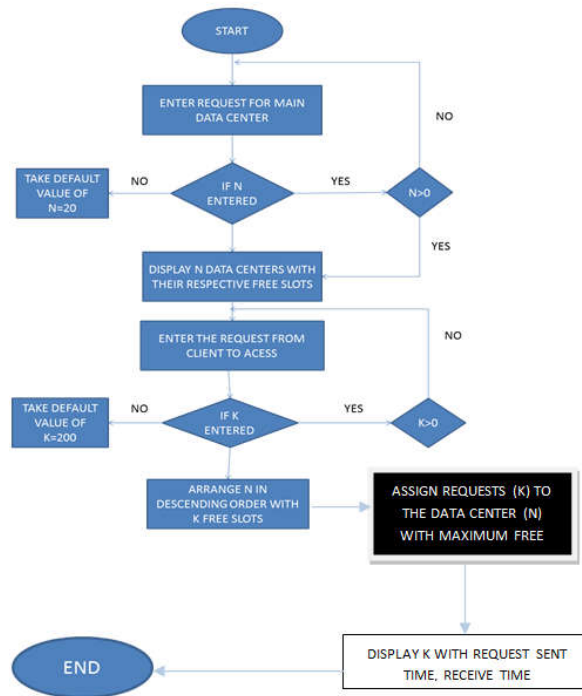 START
ENTER REQUEST FOR MAIN
DATA CENTER
NO
TAKE DEFAULT
VALUE OF
N=20
NO
IF N
ENTERED
YES
N>0
YES
DISPLAY N DATA CENTERS WITH
THEIR RESPECTIVE FREE SLOTS
ENTER THE REQUEST FROM
CLIENT TO ACESS
NO
TAKE DEFAULT
VALUE OF
K=200
NO
IF K
ENTERED
YES
K>0
ARRANGE N IN
DESCENDING ORDER WITH
K FREE SLOTS
ASSIGN REQUESTS (K) TO
THE DATA CENTER (N)
WITH MAXIMUM FREE
DISPLAY K WITH REQUEST SENT
TIME, RECEIVE TIME
END